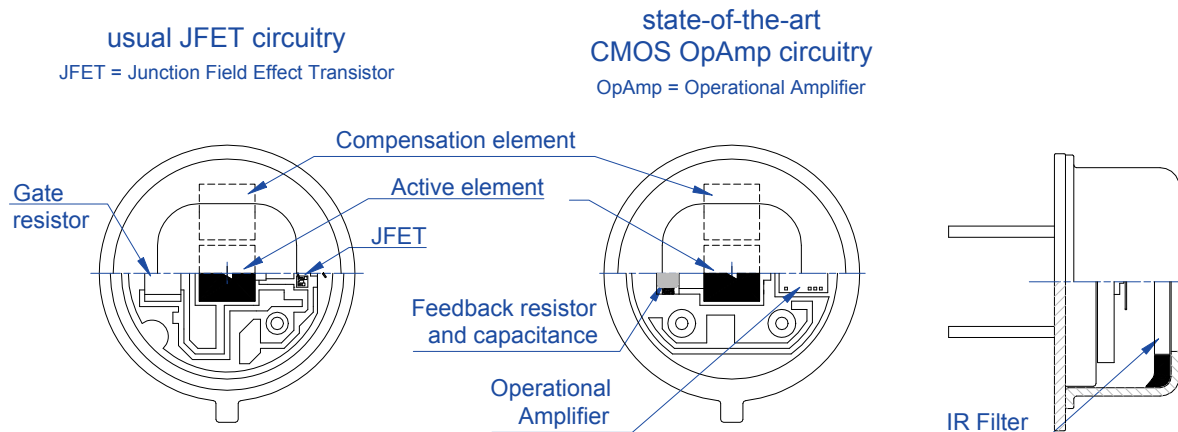 usual JFET circuitry
JFET = Junction Field Effect Transistor
state-of-the-art
CMOS OpAmp circuitry
OpAmp = Operational Amplifier
Compensation element
Active element
Gate
resistor
JFET
Feedback resistor
and capacitance
Operational
Amplifier
IR Filter